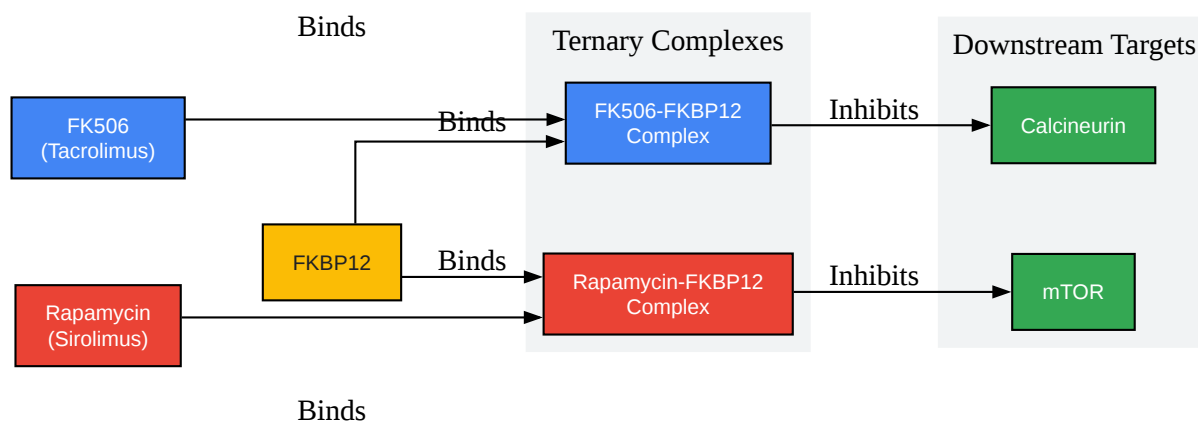 Binds
Ternary Complexes
Downstream Targets
FK506
(Tacrolimus)
Binds
FK506-FKBP12
Complex
Inhibits
Calcineurin
FKBP12
Binds
Rapamycin-FKBP12
Complex
Inhibits
mTOR
Rapamycin
(Sirolimus)
Binds